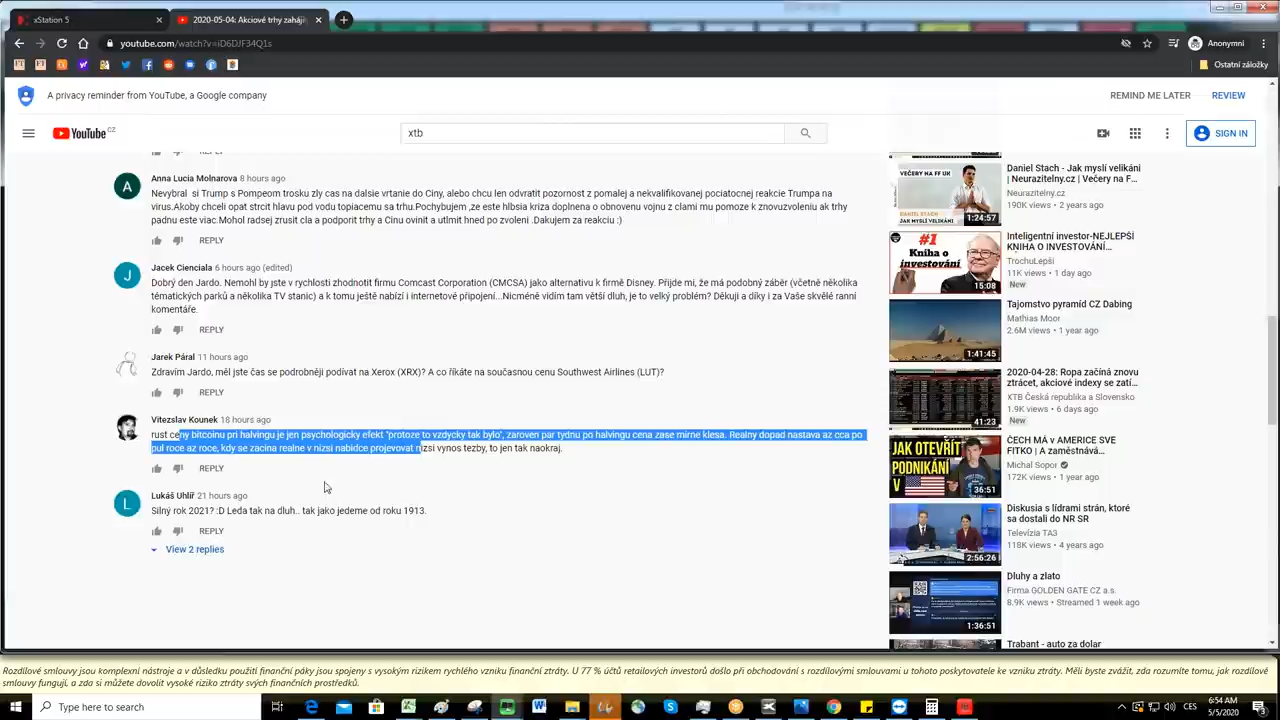 xStation 5
2020-05-04: Akciové trhy zaháji
youtube.com/watch?v=iD6DJF34Q1s
Anonymní
Ostatní záložky
A privacy reminder from YouTube, a Google company
REMIND ME LATER
REVIEW
YouTube CZ
xtb
SIGN IN
REPLY
Anna Lucia Molnarova 8 hours ago
Nevybral si Trump s Pompeom trosku zly cas na dalsie vrtanie do Ciny, alebo chcu len odvratit pozornost z pomalej a nekvalifikovanej pociatocnej reakcie Trumpa na
virus.Akoby chceli opat strcit hlavu pod vodu topiacemu sa trhu.Pochybujem ,ze este hlbsia kriza doplnena o obnovenu vojnu z clami mu pomoze k znovuzvoleniu ak trhy
padnu este viac.Mohol radsej zrusit cla a podporit trhy a Cinu ovinit a utlmit hned po zvoleni .Dakujem za reakciu :)
REPLY
Jacek Cienciala 6 hours ago (edited)
Dobrý den Jardo. Nemohl by jste v rychlosti zhodnotit firmu Comcast Corporation (CMCSA) jako alternativu k firmě Disney. Přijde mi, že má podobný záběr (včetně několika
tématických parků a několika TV stanic) a k tomu ještě nabízí i internetové připojení...Nicméně vidím tam větší dluh, je to velký problém? Děkuji a díky i za Vaše skvělé ranní
komentáře.
REPLY
Jarek Páral 11 hours ago
Zdravím Jardo, měl jste čas se podrobněji podívat na Xerox (XRX)? A co říkáte na současnou cenu Southwest Airlines (LUT)?
REPLY
Vitezslav Kounek 18 hours ago
rust ceny bitcoinu pri halvingu je jen psychologicky efekt "protoze to vzdycky tak bylo", zaroven par tydnu po halvingu cena zase mirne klesa. Realny dopad nastava az cca po
pul roce az roce, kdy se zacina realne v nizsi nabidce projevovat nizsi vynos tezby, to jen tak naokraj.
REPLY
Lukáš Uhlíř 21 hours ago
Silný rok 2021? :D Leda tak na dluh.. tak jako jedeme od roku 1913.
REPLY
View 2 replies
VEČERY NA FF UK
DANIEL STACH
JAK MYSLÍ VELIKÁNI
1:24:57
Daniel Stach - Jak myslí velikáni
| Neurazitelny.cz | Večery na F...
Neurazitelny.cz
190K views • 2 years ago
#1
Kniha o
investování
15:08
Inteligentní investor-NEJLEPŠÍ
KNIHA O INVESTOVÁNÍ...
TrochuLepší
11K views • 1 day ago
New
1:41:45
Tajomstvo pyramíd CZ Dabing
Mathias Moor
2.6M views • 1 year ago
41:23
2020-04-28: Ropa začíná znovu
ztrácet, akciové indexy se zatí...
XTB Česká republika a Slovensko
1.9K views • 6 days ago
JAK OTEVŘÍT
PODNIKÁNÍ
V
36:51
ČECH MÁ v AMERICE SVE
FITKO | A zaměstnává...
Michal Sopor
172K views • 1 year ago
2:56:26
Diskusia s lídrami strán, ktoré
sa dostali do NR SR
Televízia TA3
118K views • 4 years ago
1:36:51
Dluhy a zlato
Firma GOLDEN GATE CZ a.s.
8.9K views • Streamed 1 week ago
Trabant - auto za dolar
Rozdílové smlouvy jsou komplexní nástroje a v důsledku použití finanční páky jsou spojeny s vysokým rizikem rychlého vzniku finanční ztráty. U 77 % účtů retailových investorů došlo při obchodování s rozdílovými smlouvami u tohoto poskytovatele ke vzniku ztráty. Měli byste zvážit, zda rozumíte tomu, jak rozdílové
smlouvy fungují, a zda si můžete dovolit vysoké riziko ztráty svých finančních prostředků.
Type here to search
CES
6:54 AM
5/5/2020